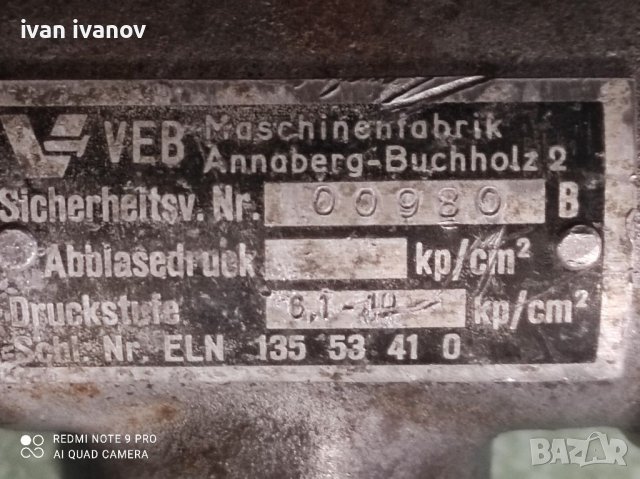 ivan ivanov
VEB Maschinenfabrik
Annaberg-Buchholz 2
Sicherheitsv. Nr. 00980 B
Abblasedruck kp/cm²
Druckstufe 6,1-10 kp/cm²
Schl. Nr. ELN 135 53 41 0
REDMI NOTE 9 PRO
AI QUAD CAMERA
bazar